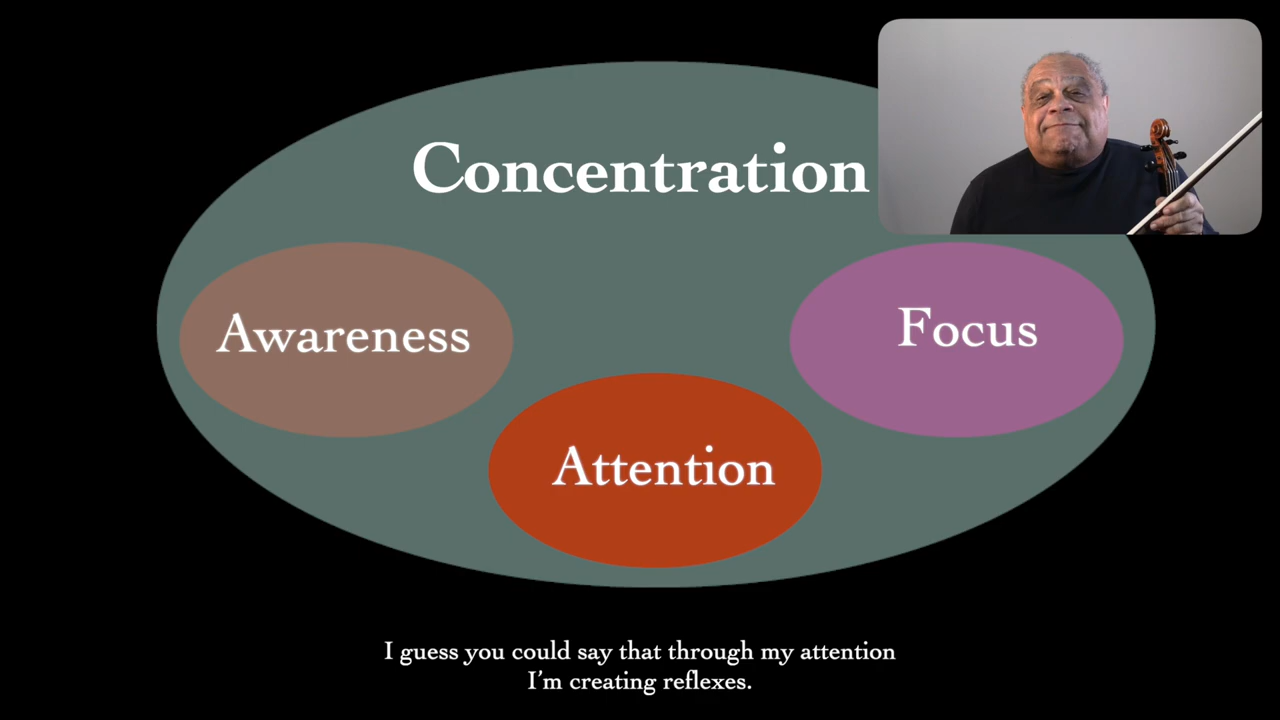 Concentration
Awareness
Focus
Attention
I guess you could say that through my attention
I'm creating reflexes.